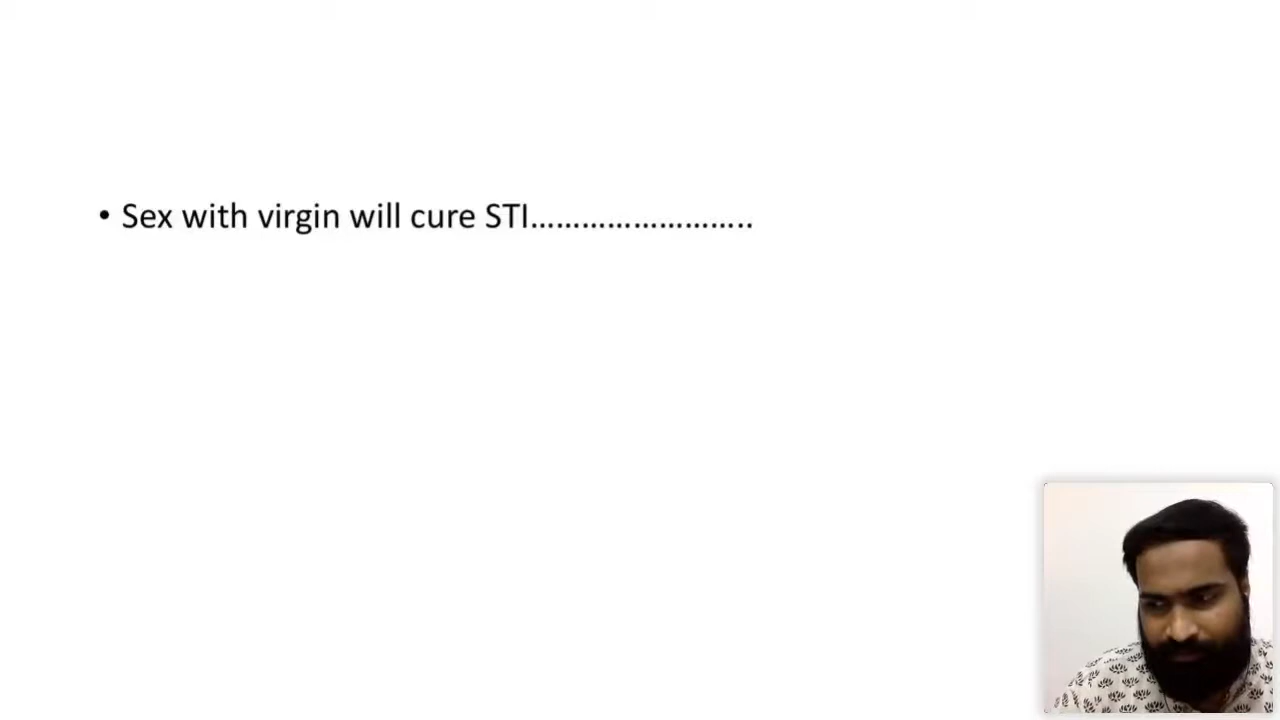 • Sex with virgin will cure STI……………………..